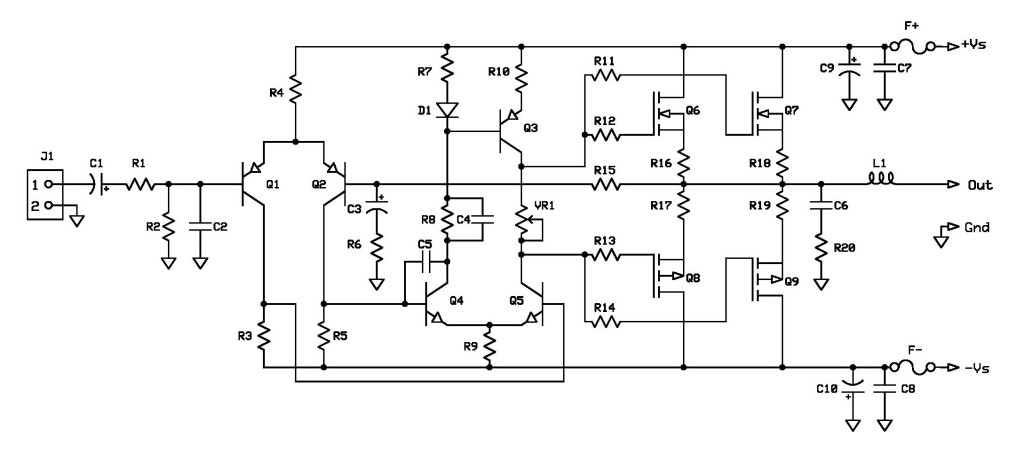 F+
+Vs
R7
R10
R11
C9
+
C7
R4
D1
Q3
R12
Q6
Q7
J1
C1
R1
R16
R18
L1
1
+
Q1
Q2
R15
Out
2
C3
+
VR1
R2
C2
R8
C4
R17
R19
C6
Gnd
R6
C5
R13
R20
Q8
Q9
Q4
Q5
R14
R3
R5
R9
F-
-Vs
C10
+
C8